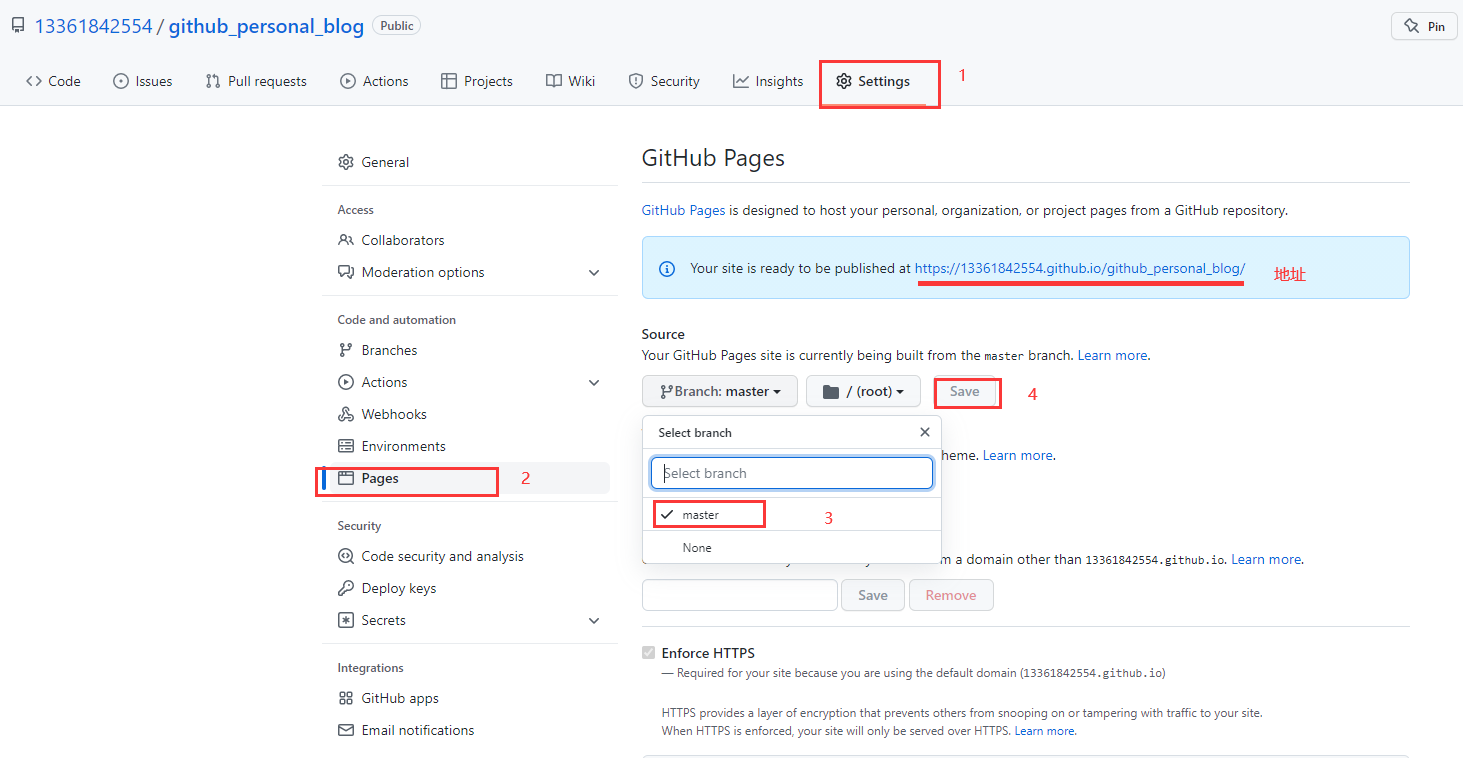 13361842554 / github_personal_blog Public Pin
Code Issues Pull requests Actions Projects Wiki Security Insights Settings 1
General
Access
Collaborators
Moderation options
Code and automation
Branches
Actions
Webhooks
Environments
Pages 2
Security
Code security and analysis
Deploy keys
Secrets
Integrations
GitHub apps
Email notifications
GitHub Pages
GitHub Pages is designed to host your personal, organization, or project pages from a GitHub repository.
Your site is ready to be published at https://13361842554.github.io/github_personal_blog/ 地址
Source
Your GitHub Pages site is currently being built from the master branch. Learn more.
Branch: master / (root) Save 4
Select branch
heme. Learn more.
Select branch
master 3
None
m a domain other than 13361842554.github.io. Learn more.
Save Remove
Enforce HTTPS
— Required for your site because you are using the default domain (13361842554.github.io)
HTTPS provides a layer of encryption that prevents others from snooping on or tampering with traffic to your site.
When HTTPS is enforced, your site will only be served over HTTPS. Learn more.